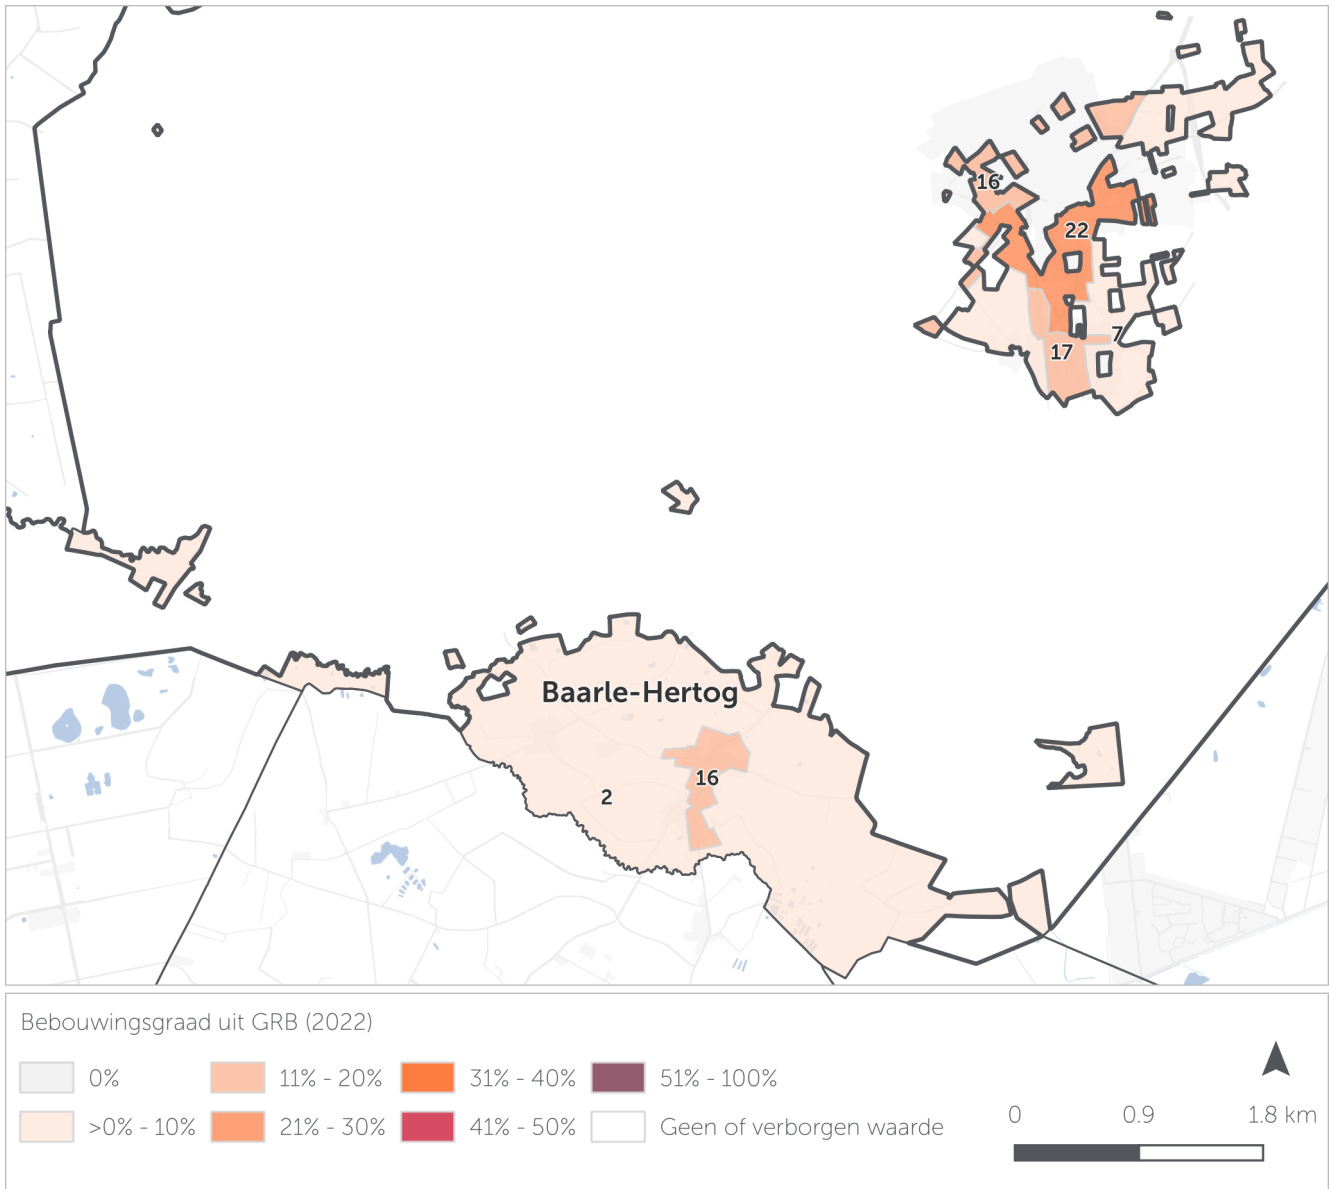 16
22
7
17
Baarle-Hertog
16
2
Bebouwingsgraad uit GRB (2022)
0% 11% - 20% 31% - 40% 51% - 100%
>0% - 10% 21% - 30% 41% - 50% Geen of verborgen waarde
0 0.9 1.8 km